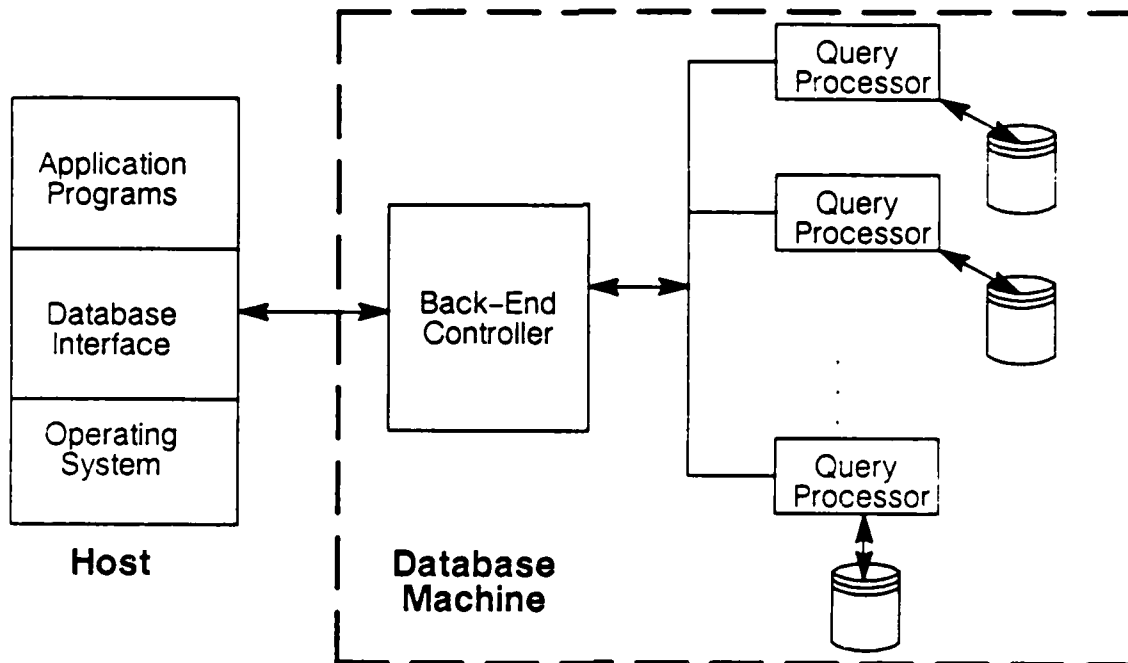 Application
Programs
Database
Interface
Operating
System
Host
Back-End
Controller
Database
Machine
Query
Processor
Query
Processor
Query
Processor